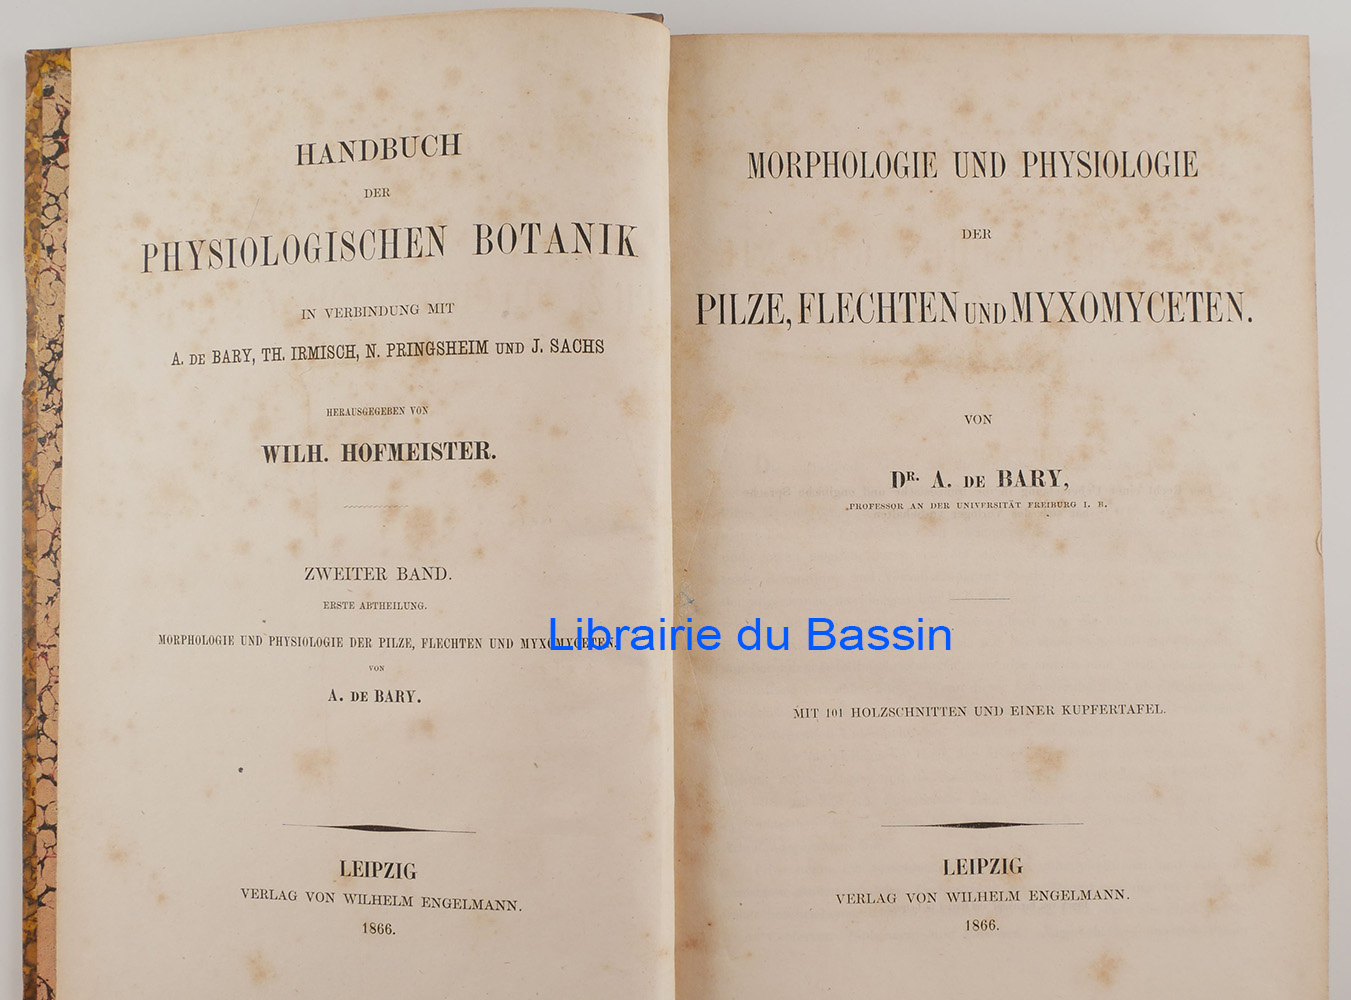 HANDBUCH
DER
PHYSIOLOGISCHEN BOTANIK
IN VERBINDUNG MIT
A. DE BARY, TH. IRMISCH, N. PRINGSHEIM UND J. SACHS
HERAUSGEGEBEN VON
WILH. HOFMEISTER.
ZWEITER BAND.
ERSTE ABTHEILUNG.
MORPHOLOGIE UND PHYSIOLOGIE DER PILZE, FLECHTEN UND MYXOMYCETEN.
VON
A. DE BARY.
LEIPZIG
VERLAG VON WILHELM ENGELMANN.
1866.
MORPHOLOGIE UND PHYSIOLOGIE
DER
PILZE, FLECHTEN UND MYXOMYCETEN.
VON
DR. A. DE BARY,
PROFESSOR AN DER UNIVERSITÄT FREIBURG I. B.
MIT 101 HOLZSCHNITTEN UND EINER KUPFERTAFEL.
LEIPZIG
VERLAG VON WILHELM ENGELMANN.
1866.
Librairie du Bassin